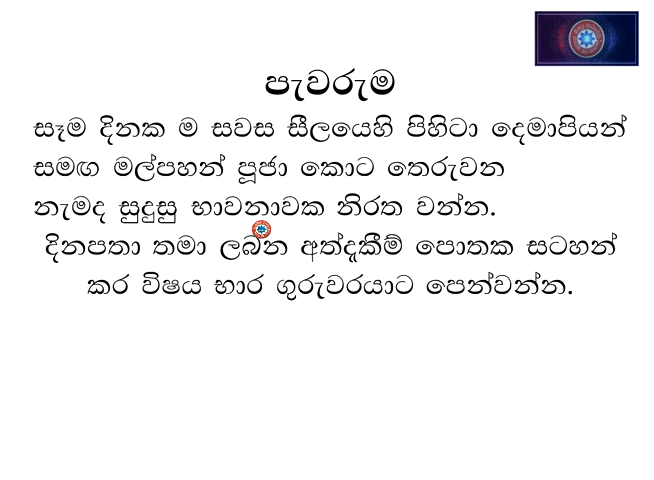 පැවරුම
සෑම දිනක ම සවස සීලයෙහි පිහිටා දෙමාපියන්
සමඟ මල්පහන් පූජා කොට තෙරුවන
නැමද සුදුසු භාවනාවක නිරත වන්න.
දිනපතා තමා ලබන අත්දැකීම් පොතක සටහන්
කර විෂය භාර ගුරුවරයාට පෙන්වන්න.